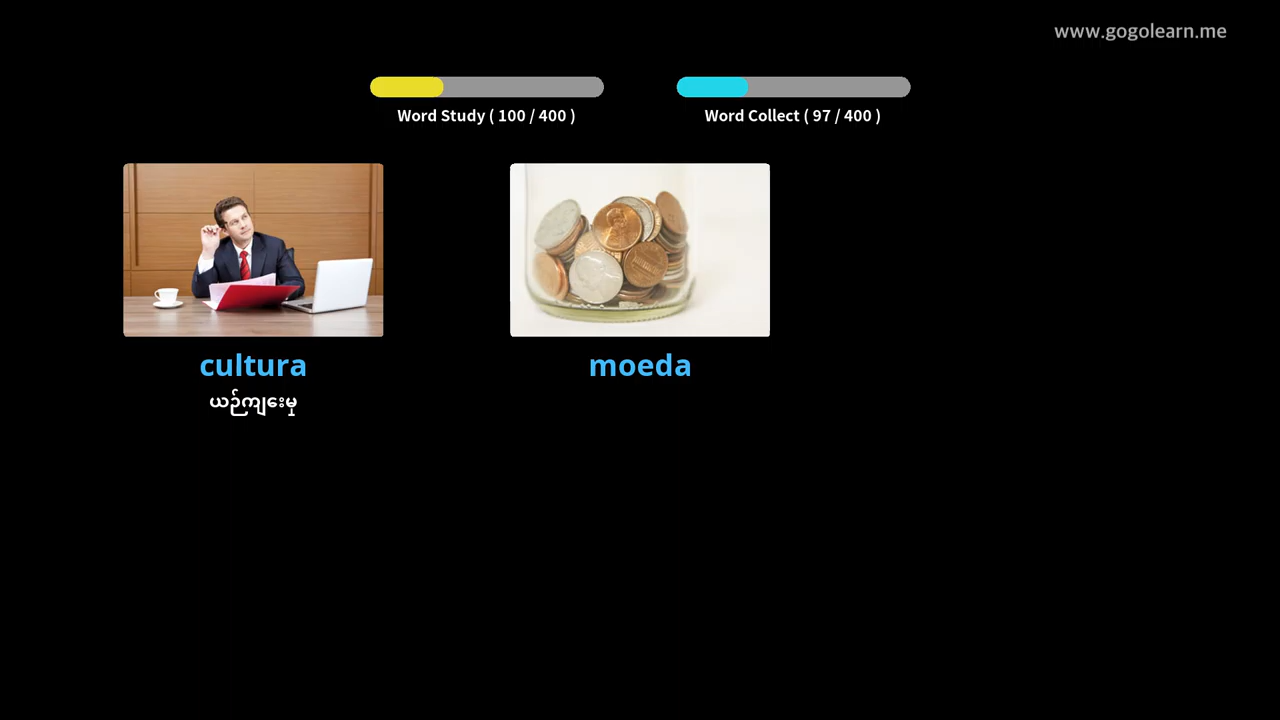 www.gogolearn.me
Word Study ( 100 / 400 )
Word Collect ( 97 / 400 )
cultura
ယဉ်ကျေးမှု
moeda